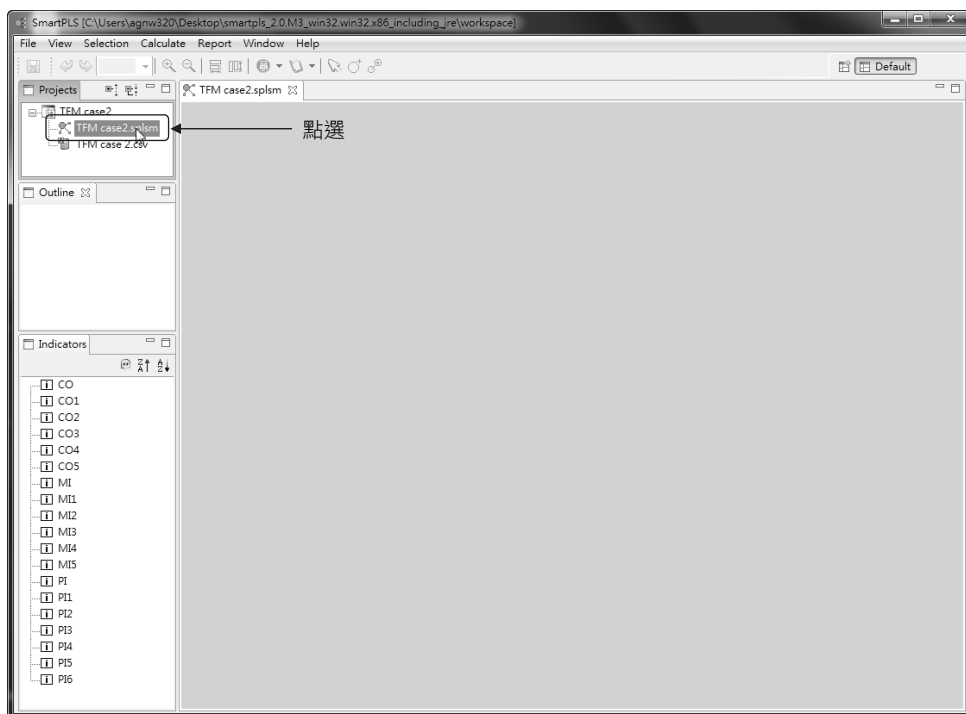 SmartPLS [C:\Users\agnw320\Desktop\smartpls_2.0.M3_win32.win32.x86_including_jre\workspace]
File View Selection Calculate Report Window Help
Default
Projects
TFM case2.splsm
TFM case2
TFM case2.splsm
點選
TFM case 2.csv
Outline
Indicators
CO
CO1
CO2
CO3
CO4
CO5
MI
MI1
MI2
MI3
MI4
MI5
PI
PI1
PI2
PI3
PI4
PI5
PI6